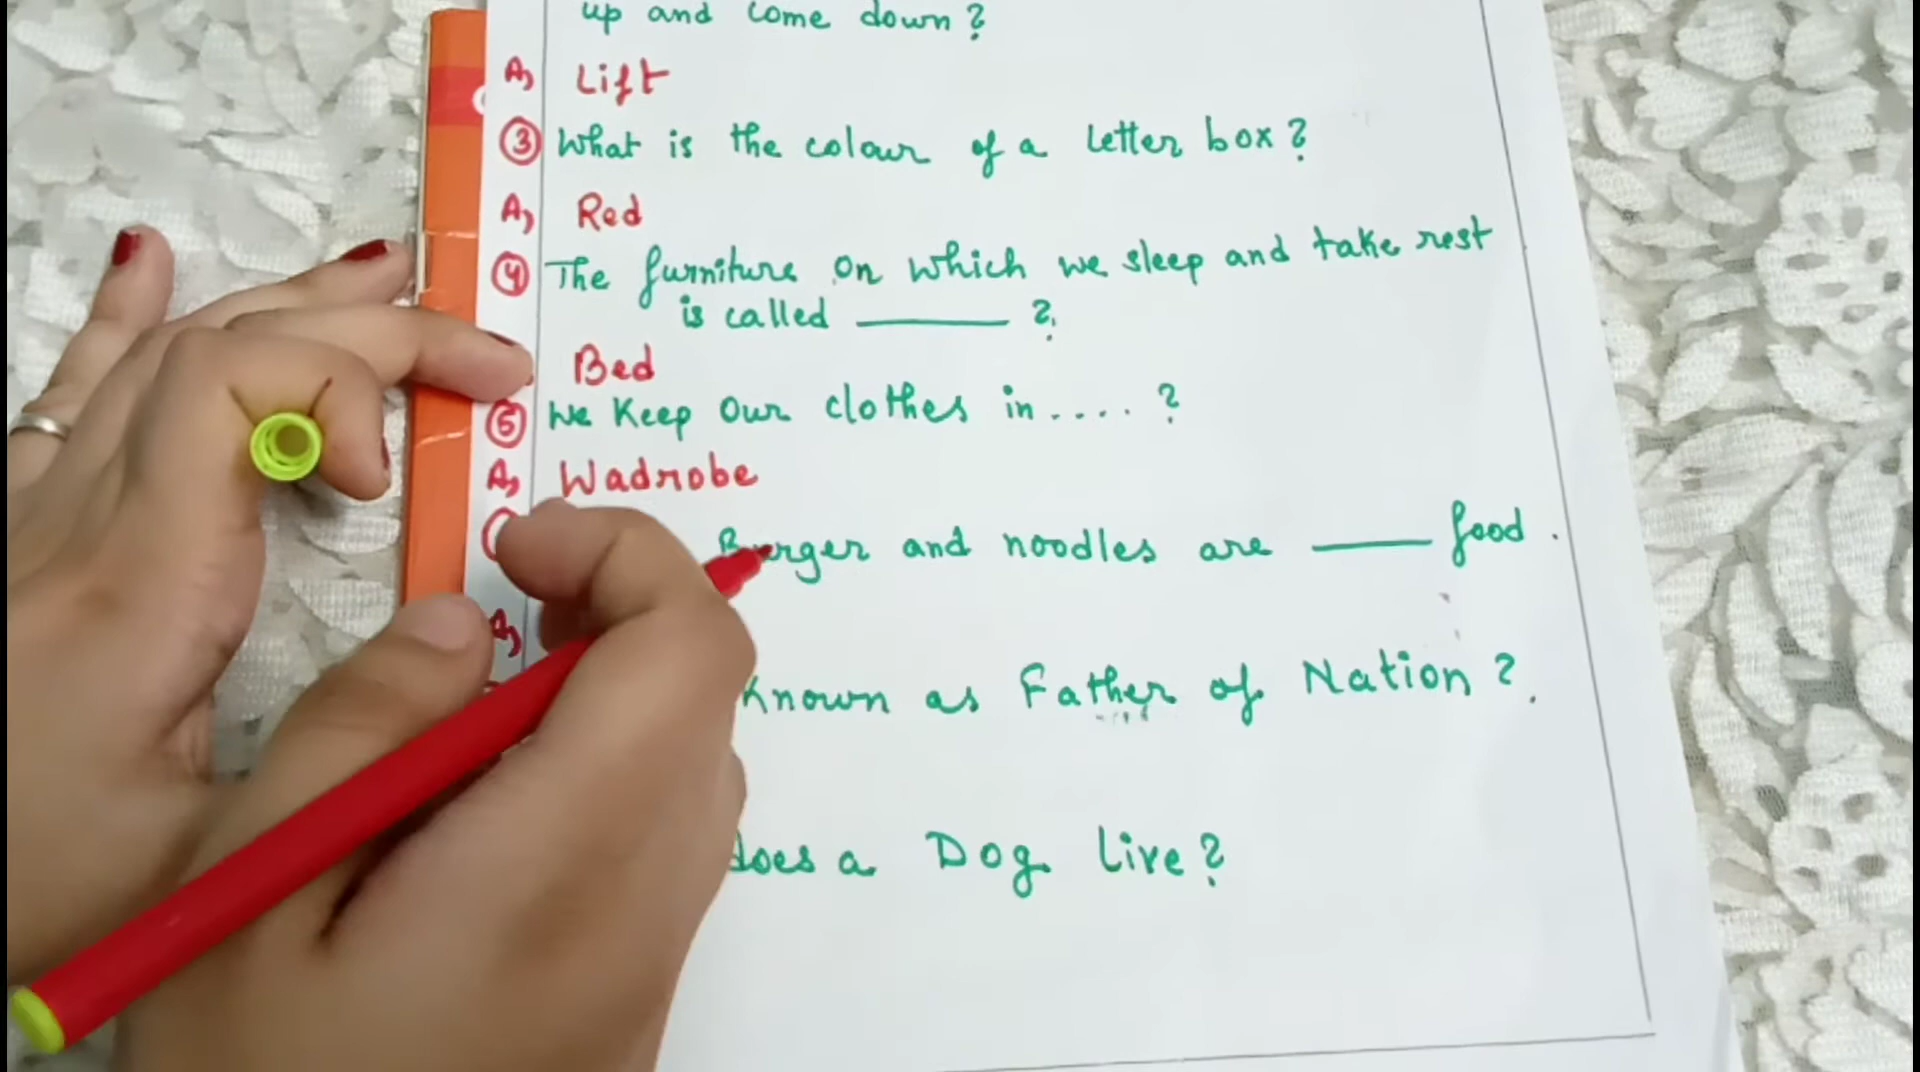 up and come down?
A, Lift
③ What is the colour of a letter box?
A, Red
④ The furniture on which we sleep and take rest
is called ______ ?
Bed
⑤ We Keep Our clothes in .... ?
A, Wadrobe
Burger and noodles are ______ food.
A,
Known as Father of Nation?
does a Dog live?